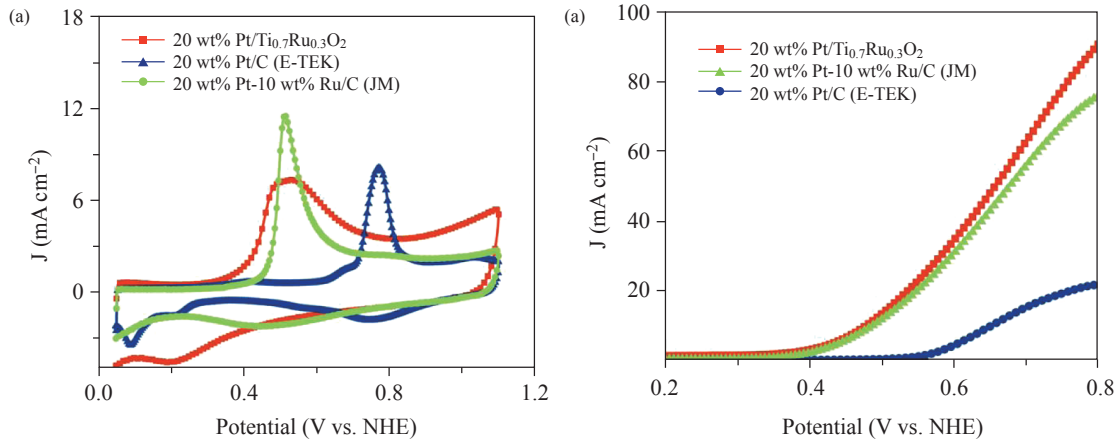 (a)
18
12
6
0
J (mA cm⁻²)
20 wt% Pt/Ti₀.₇Ru₀.₃O₂
20 wt% Pt/C (E-TEK)
20 wt% Pt-10 wt% Ru/C (JM)
0.0 0.4 0.8 1.2
Potential (V vs. NHE)
(a)
100
80
60
40
20
J (mA cm⁻²)
20 wt% Pt/Ti₀.₇Ru₀.₃O₂
20 wt% Pt-10 wt% Ru/C (JM)
20 wt% Pt/C (E-TEK)
0.2 0.4 0.6 0.8
Potential (V vs. NHE)